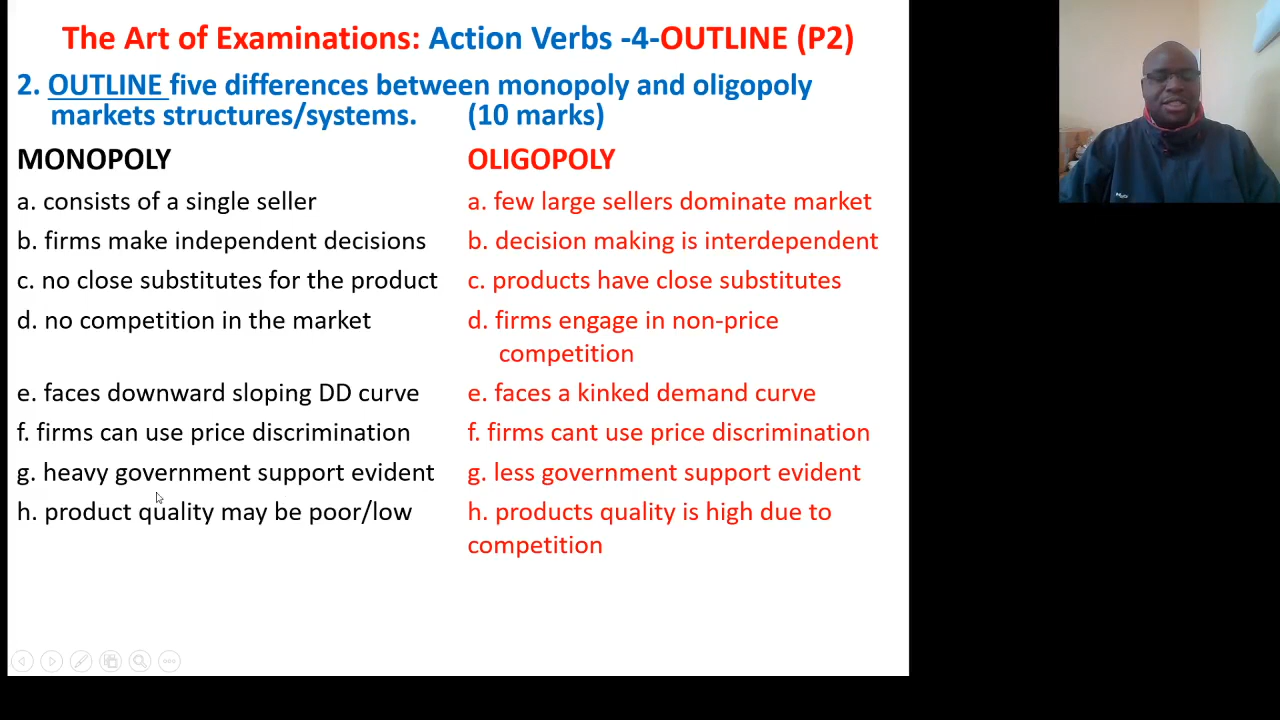 The Art of Examinations: Action Verbs -4-OUTLINE (P2)
2. OUTLINE five differences between monopoly and oligopoly
markets structures/systems. (10 marks)
MONOPOLY
OLIGOPOLY
a. consists of a single seller
a. few large sellers dominate market
b. firms make independent decisions
b. decision making is interdependent
c. no close substitutes for the product
c. products have close substitutes
d. no competition in the market
d. firms engage in non-price
competition
e. faces downward sloping DD curve
e. faces a kinked demand curve
f. firms can use price discrimination
f. firms cant use price discrimination
g. heavy government support evident
g. less government support evident
h. product quality may be poor/low
h. products quality is high due to
competition